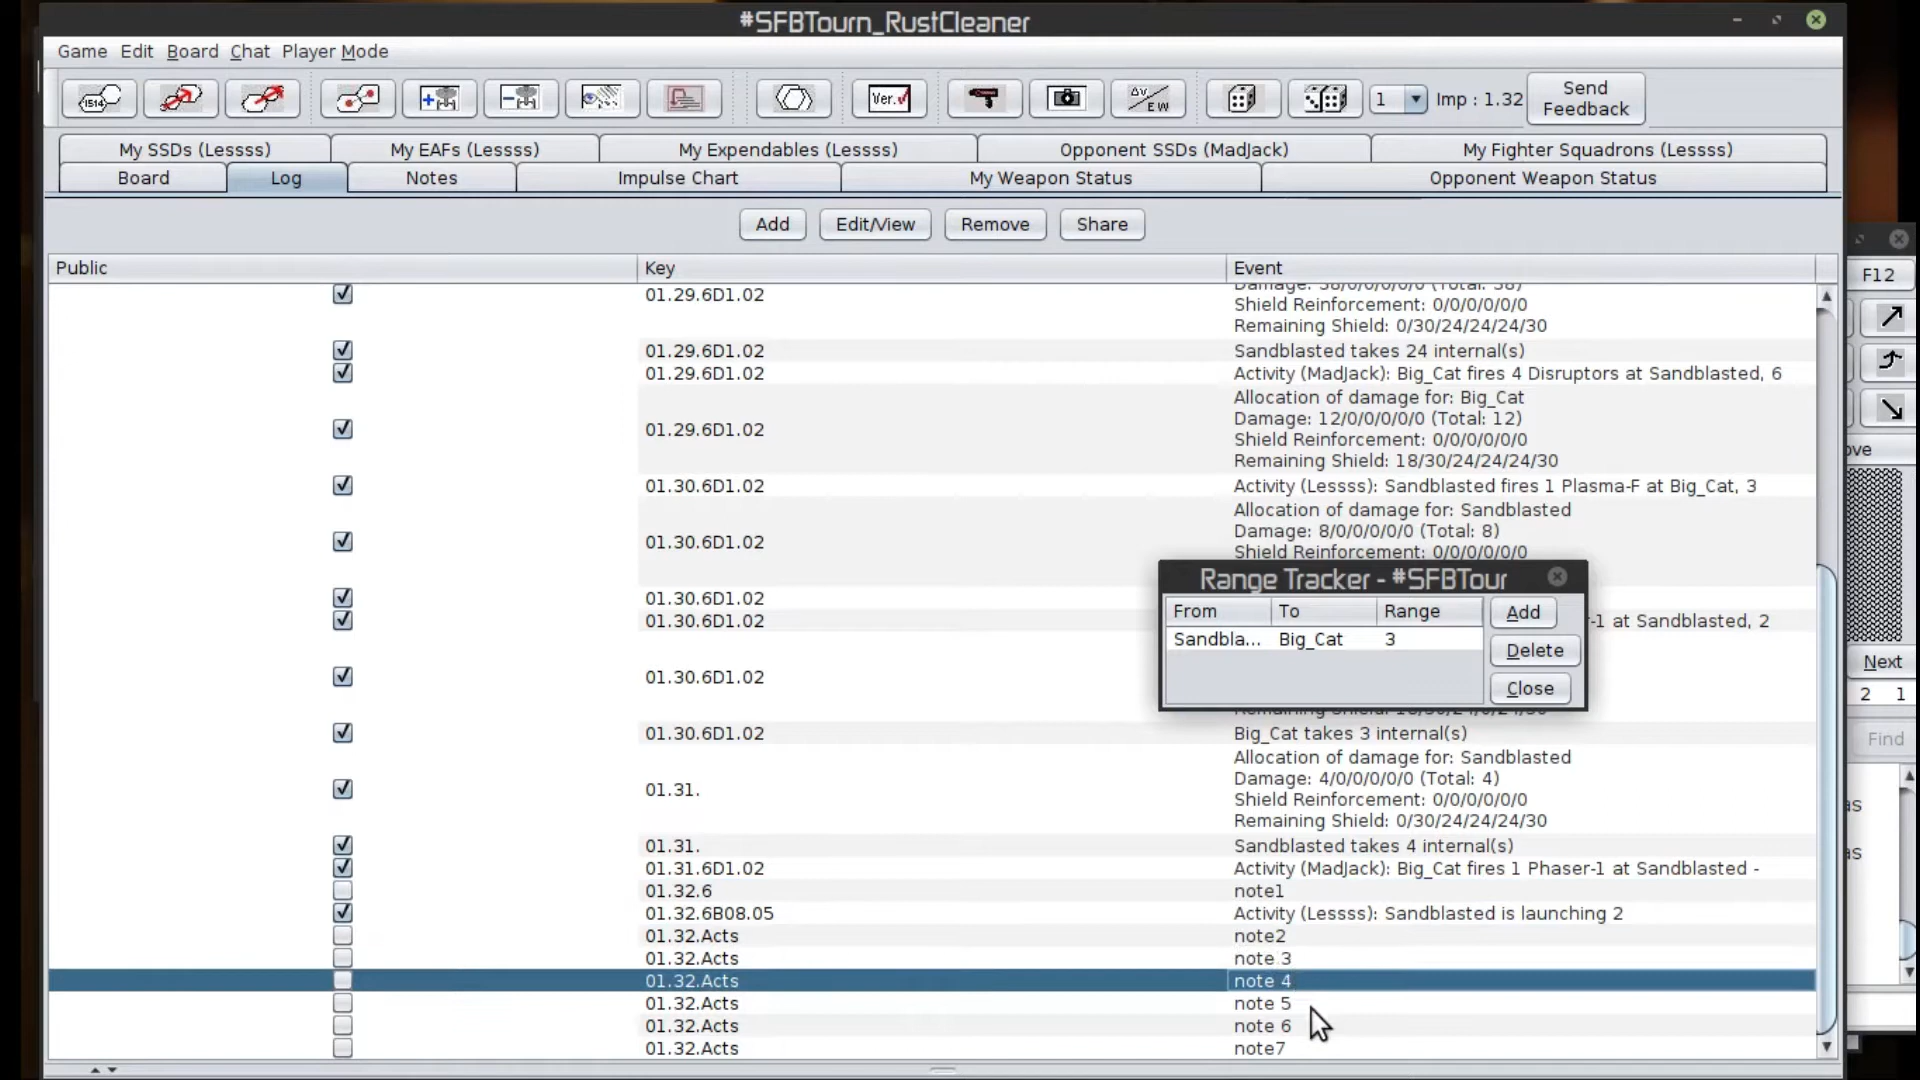 #SFBTourn_RustCleaner
Game Edit Board Chat Player Mode
1514
Ver.
ΔV EW
1
Imp : 1.32
Send Feedback
My SSDs (Lessss)
My EAFs (Lessss)
My Expendables (Lessss)
Opponent SSDs (MadJack)
My Fighter Squadrons (Lessss)
Board
Log
Notes
Impulse Chart
My Weapon Status
Opponent Weapon Status
Add
Edit/View
Remove
Share
F12
Public Key Event
01.29.6D1.02
Damage: 38/0/0/0/0/0 (Total: 38)
Shield Reinforcement: 0/0/0/0/0/0
Remaining Shield: 0/30/24/24/24/30
01.29.6D1.02 Sandblasted takes 24 internal(s)
01.29.6D1.02 Activity (MadJack): Big_Cat fires 4 Disruptors at Sandblasted, 6
01.29.6D1.02
Allocation of damage for: Big_Cat
Damage: 12/0/0/0/0/0 (Total: 12)
Shield Reinforcement: 0/0/0/0/0/0
Remaining Shield: 18/30/24/24/24/30
ove
01.30.6D1.02 Activity (Lessss): Sandblasted fires 1 Plasma-F at Big_Cat, 3
01.30.6D1.02
Allocation of damage for: Sandblasted
Damage: 8/0/0/0/0/0 (Total: 8)
Shield Reinforcement: 0/0/0/0/0/0
Range Tracker - #SFBTour
From To Range
Sandbla... Big_Cat 3
Add
Delete
Close
01.30.6D1.02
01.30.6D1.02 -1 at Sandblasted, 2
01.30.6D1.02
Next
2 1
Find
01.30.6D1.02 Big_Cat takes 3 internal(s)
01.31.
Allocation of damage for: Sandblasted
Damage: 4/0/0/0/0/0 (Total: 4)
Shield Reinforcement: 0/0/0/0/0/0
Remaining Shield: 0/30/24/24/24/30
as
as
01.31. Sandblasted takes 4 internal(s)
01.31.6D1.02 Activity (MadJack): Big_Cat fires 1 Phaser-1 at Sandblasted -
01.32.6 note1
01.32.6B08.05 Activity (Lessss): Sandblasted is launching 2
01.32.Acts note2
01.32.Acts note 3
01.32.Acts note 4
01.32.Acts note 5
01.32.Acts note 6
01.32.Acts note7